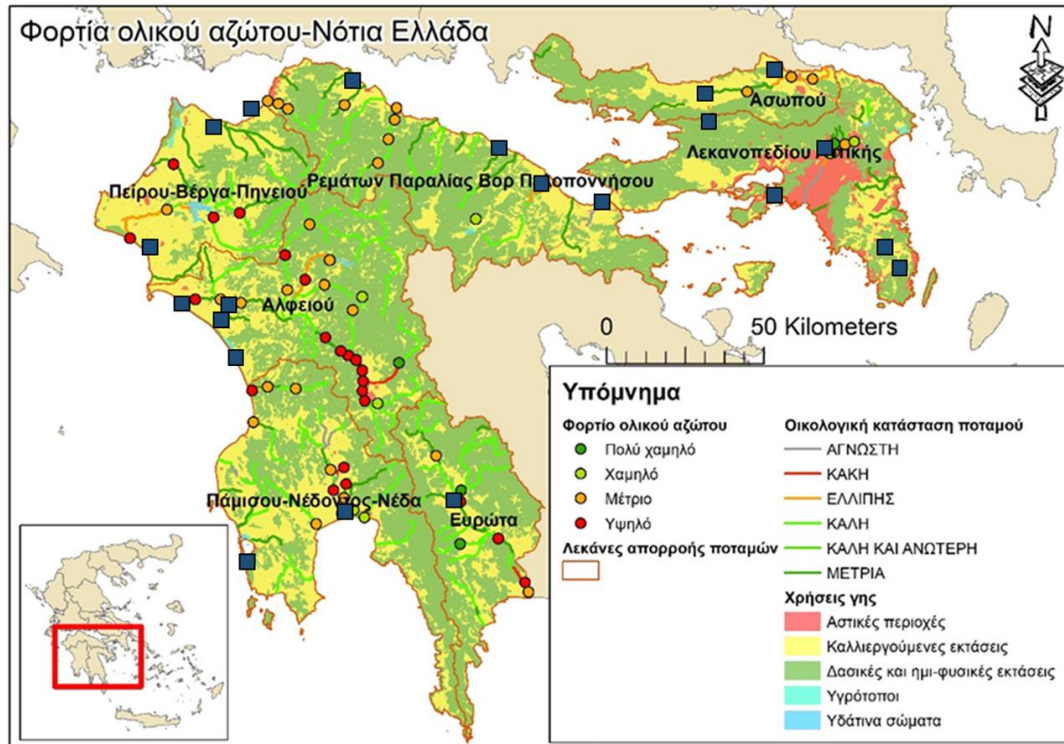 Φορτία ολικού αζώτου-Νότια Ελλάδα
N
Ασωπού
Λεκανοπεδίου
Πείρου-Βέργα-Πηνειού
Ρεμάτων Παραλίας Βορ
Αλφειού
0
50 Kilometers
Πάμισου-Νέδοντος-Νέδα
Ευρώτα
Υπόμνημα
Φορτίο ολικού αζώτου
Πολύ χαμηλό
Χαμηλό
Μέτριο
Υψηλό
Λεκάνες απορροής ποταμών
Οικολογική κατάσταση ποταμού
ΑΓΝΩΣΤΗ
ΚΑΚΗ
ΕΛΛΙΠΗΣ
ΚΑΛΗ
ΚΑΛΗ ΚΑΙ ΑΝΩΤΕΡΗ
ΜΕΤΡΙΑ
Χρήσεις γης
Αστικές περιοχές
Καλλιεργούμενες εκτάσεις
Δασικές και ημι-φυσικές εκτάσεις
Υγρότοποι
Υδάτινα σώματα